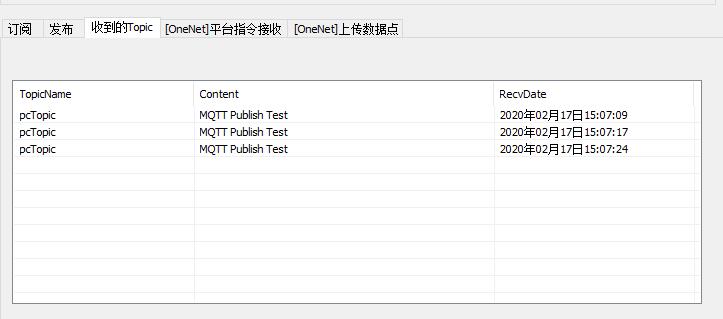 订阅 发布 收到的Topic [OneNet]平台指令接收 [OneNet]上传数据点
TopicName Content RecvDate
pcTopic MQTT Publish Test 2020年02月17日15:07:09
pcTopic MQTT Publish Test 2020年02月17日15:07:17
pcTopic MQTT Publish Test 2020年02月17日15:07:24